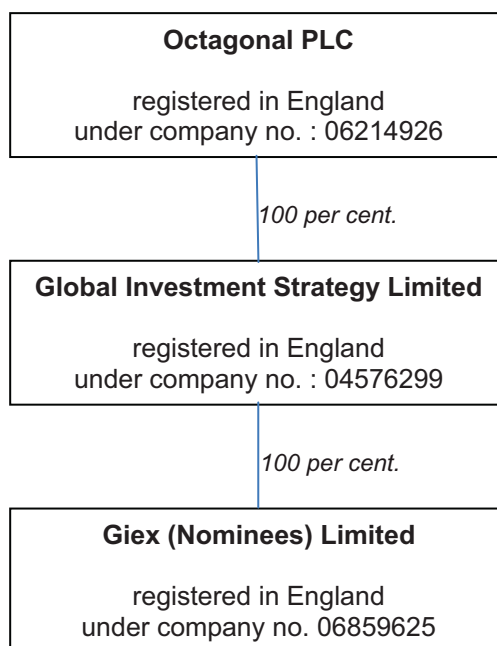 Octagonal PLC
registered in England
under company no. : 06214926
100 per cent.
Global Investment Strategy Limited
registered in England
under company no. : 04576299
100 per cent.
Giex (Nominees) Limited
registered in England
under company no. 06859625